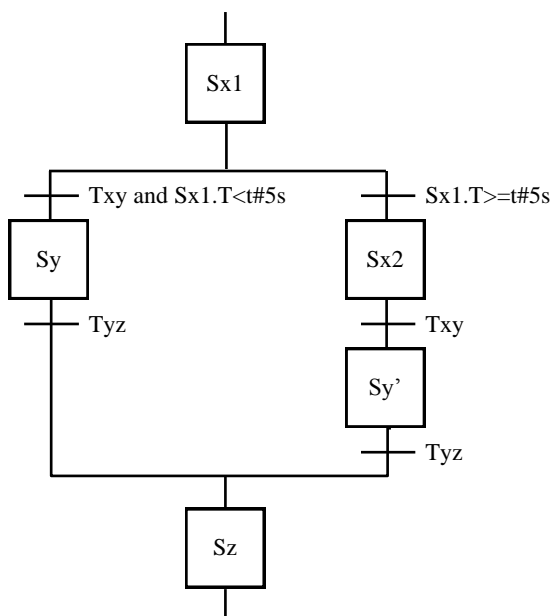 Sx1
Txy and Sx1.T<t#5s
Sx1.T>=t#5s
Sy
Sx2
Tyz
Txy
Sy’
Tyz
Sz